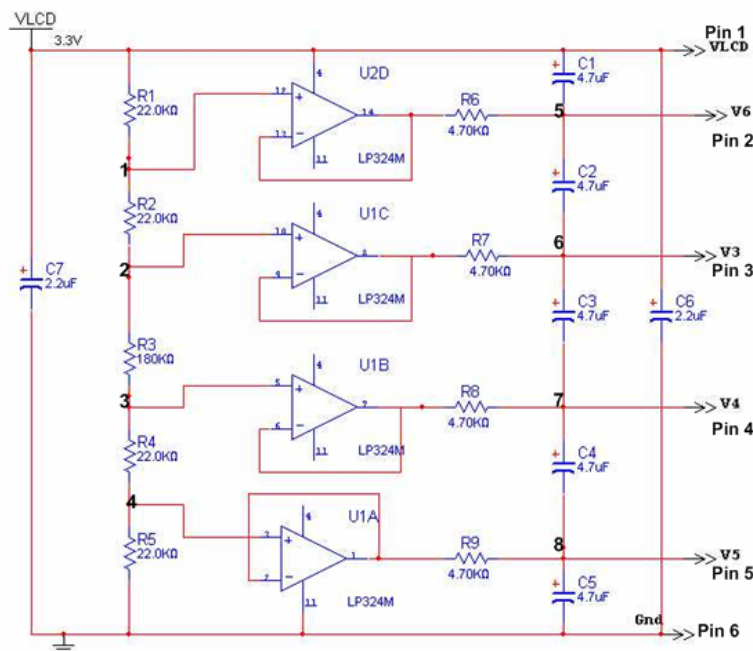 VLCD
3.3V
Pin 1
VLCD
R1
22.0KΩ
4
U2D
12
13
14
11
LP324M
R6
4.70KΩ
C1
4.7uF
5
V6
Pin 2
1
R2
22.0KΩ
C2
4.7uF
4
U1C
10
9
8
11
LP324M
R7
4.70KΩ
6
V3
Pin 3
2
C7
2.2uF
C3
4.7uF
C6
2.2uF
R3
180KΩ
4
U1B
5
6
7
11
LP324M
R8
4.70KΩ
7
V4
Pin 4
3
R4
22.0KΩ
C4
4.7uF
4
4
U1A
3
2
1
11
LP324M
R9
4.70KΩ
8
V5
Pin 5
R5
22.0KΩ
C5
4.7uF
Gnd
Pin 6